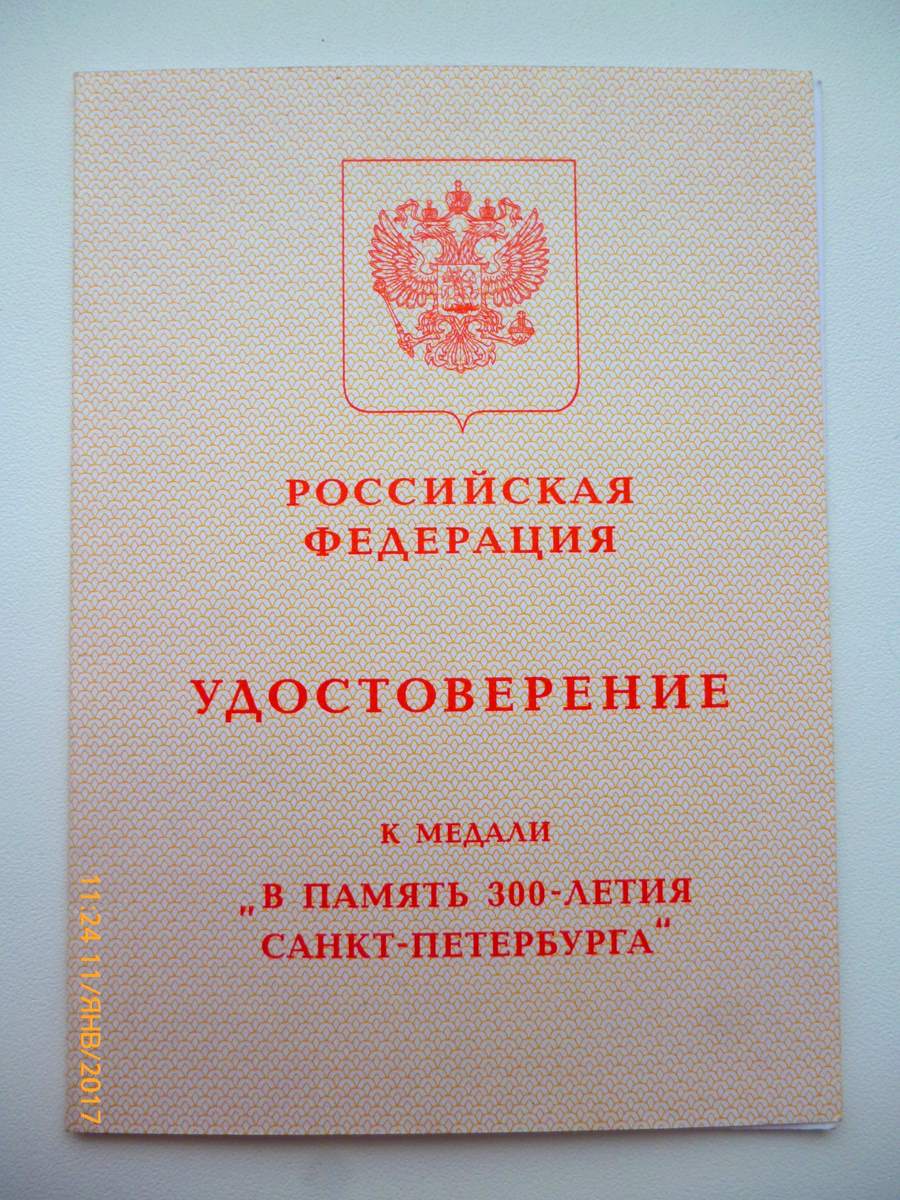 РОССИЙСКАЯ
ФЕДЕРАЦИЯ
УДОСТОВЕРЕНИЕ
К МЕДАЛИ
„В ПАМЯТЬ 300-ЛЕТИЯ
САНКТ-ПЕТЕРБУРГА“
11:24 11/ЯНВ/2017